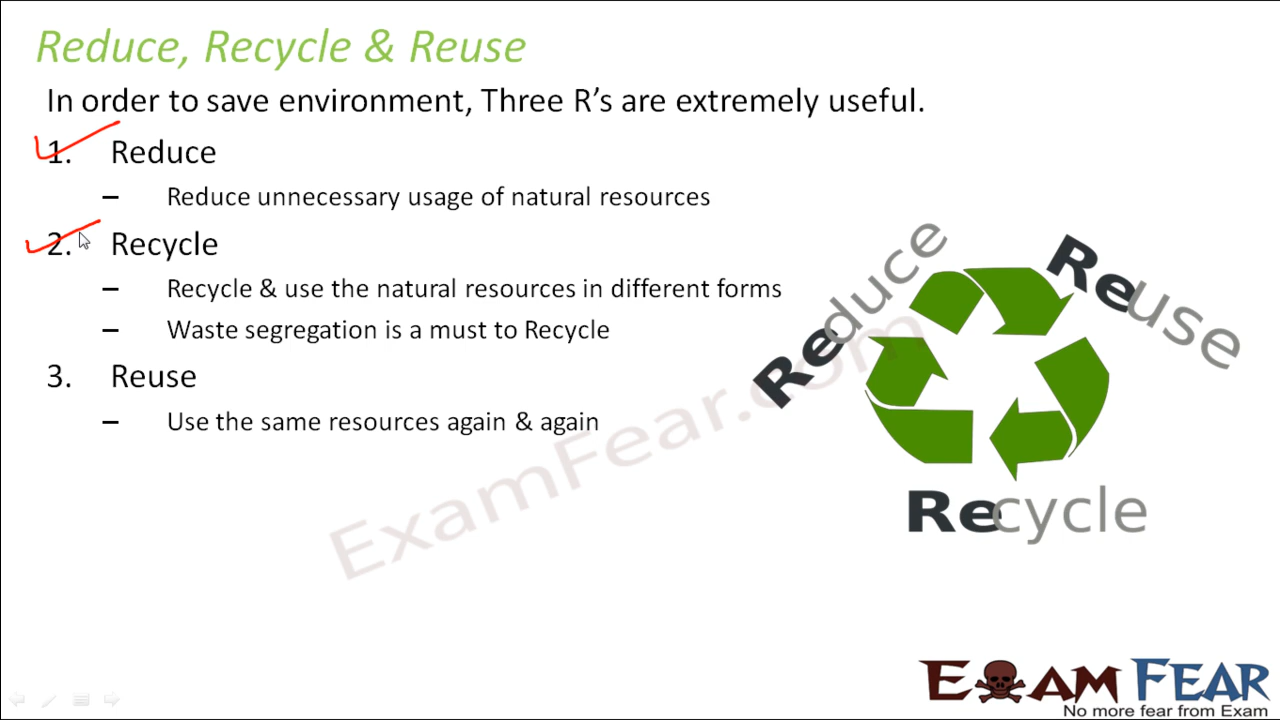 Reduce, Recycle & Reuse
In order to save environment, Three R's are extremely useful.
1. Reduce
– Reduce unnecessary usage of natural resources
2. Recycle
– Recycle & use the natural resources in different forms
– Waste segregation is a must to Recycle
3. Reuse
– Use the same resources again & again
Reduce
Reuse
Recycle
ExamFear.com
EXAM FEAR
No more fear from Exam